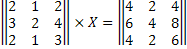 ‖2 1 2‖   ‖4 2 4‖
‖3 2 4‖ × X = ‖6 4 8‖
‖2 1 3‖   ‖4 2 6‖